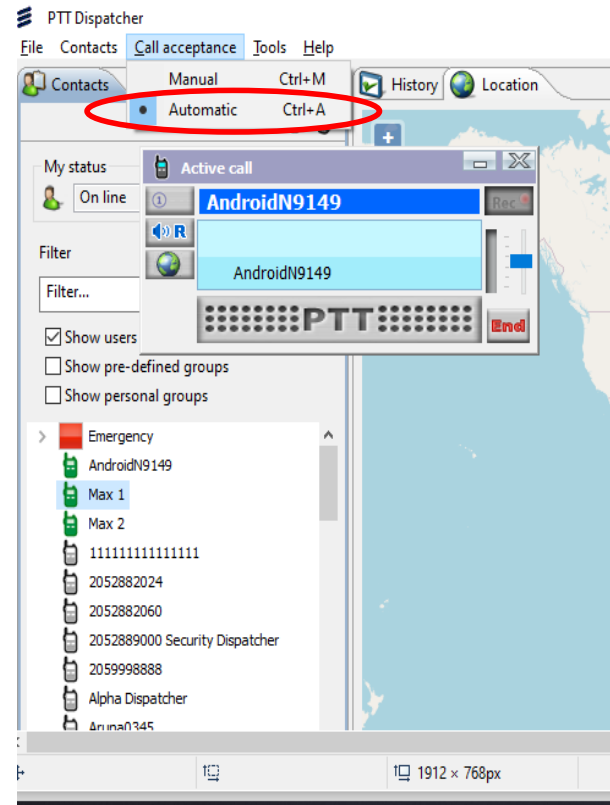 PTT Dispatcher
File Contacts Call acceptance Tools Help
Contacts
Manual Ctrl+M
Automatic Ctrl+A
History Location
My status
On line
Active call
1 AndroidN9149 Rec
R
AndroidN9149
PTT End
Filter
Filter...
Show users
Show pre-defined groups
Show personal groups
Emergency
AndroidN9149
Max 1
Max 2
111111111111111
2052882024
2052882060
2052889000 Security Dispatcher
2059998888
Alpha Dispatcher
Aruna0345
1912 × 768px